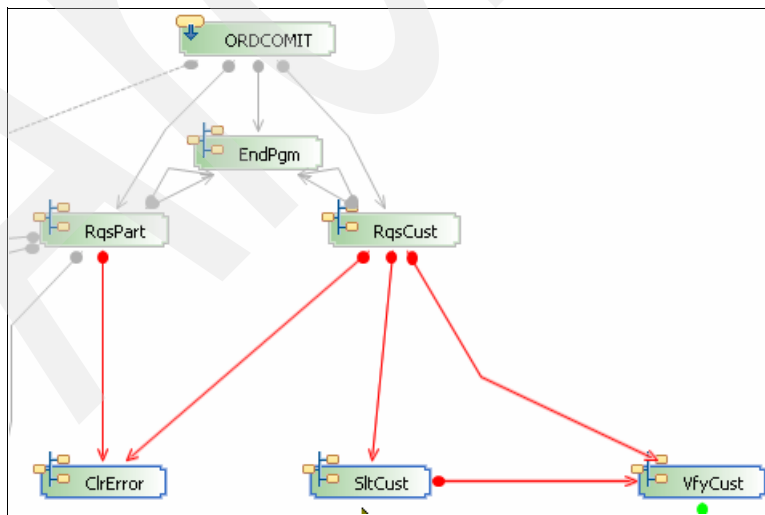 ORDCOMIT
EndPgm
RqsPart
RqsCust
ClrError
SltCust
VfyCust